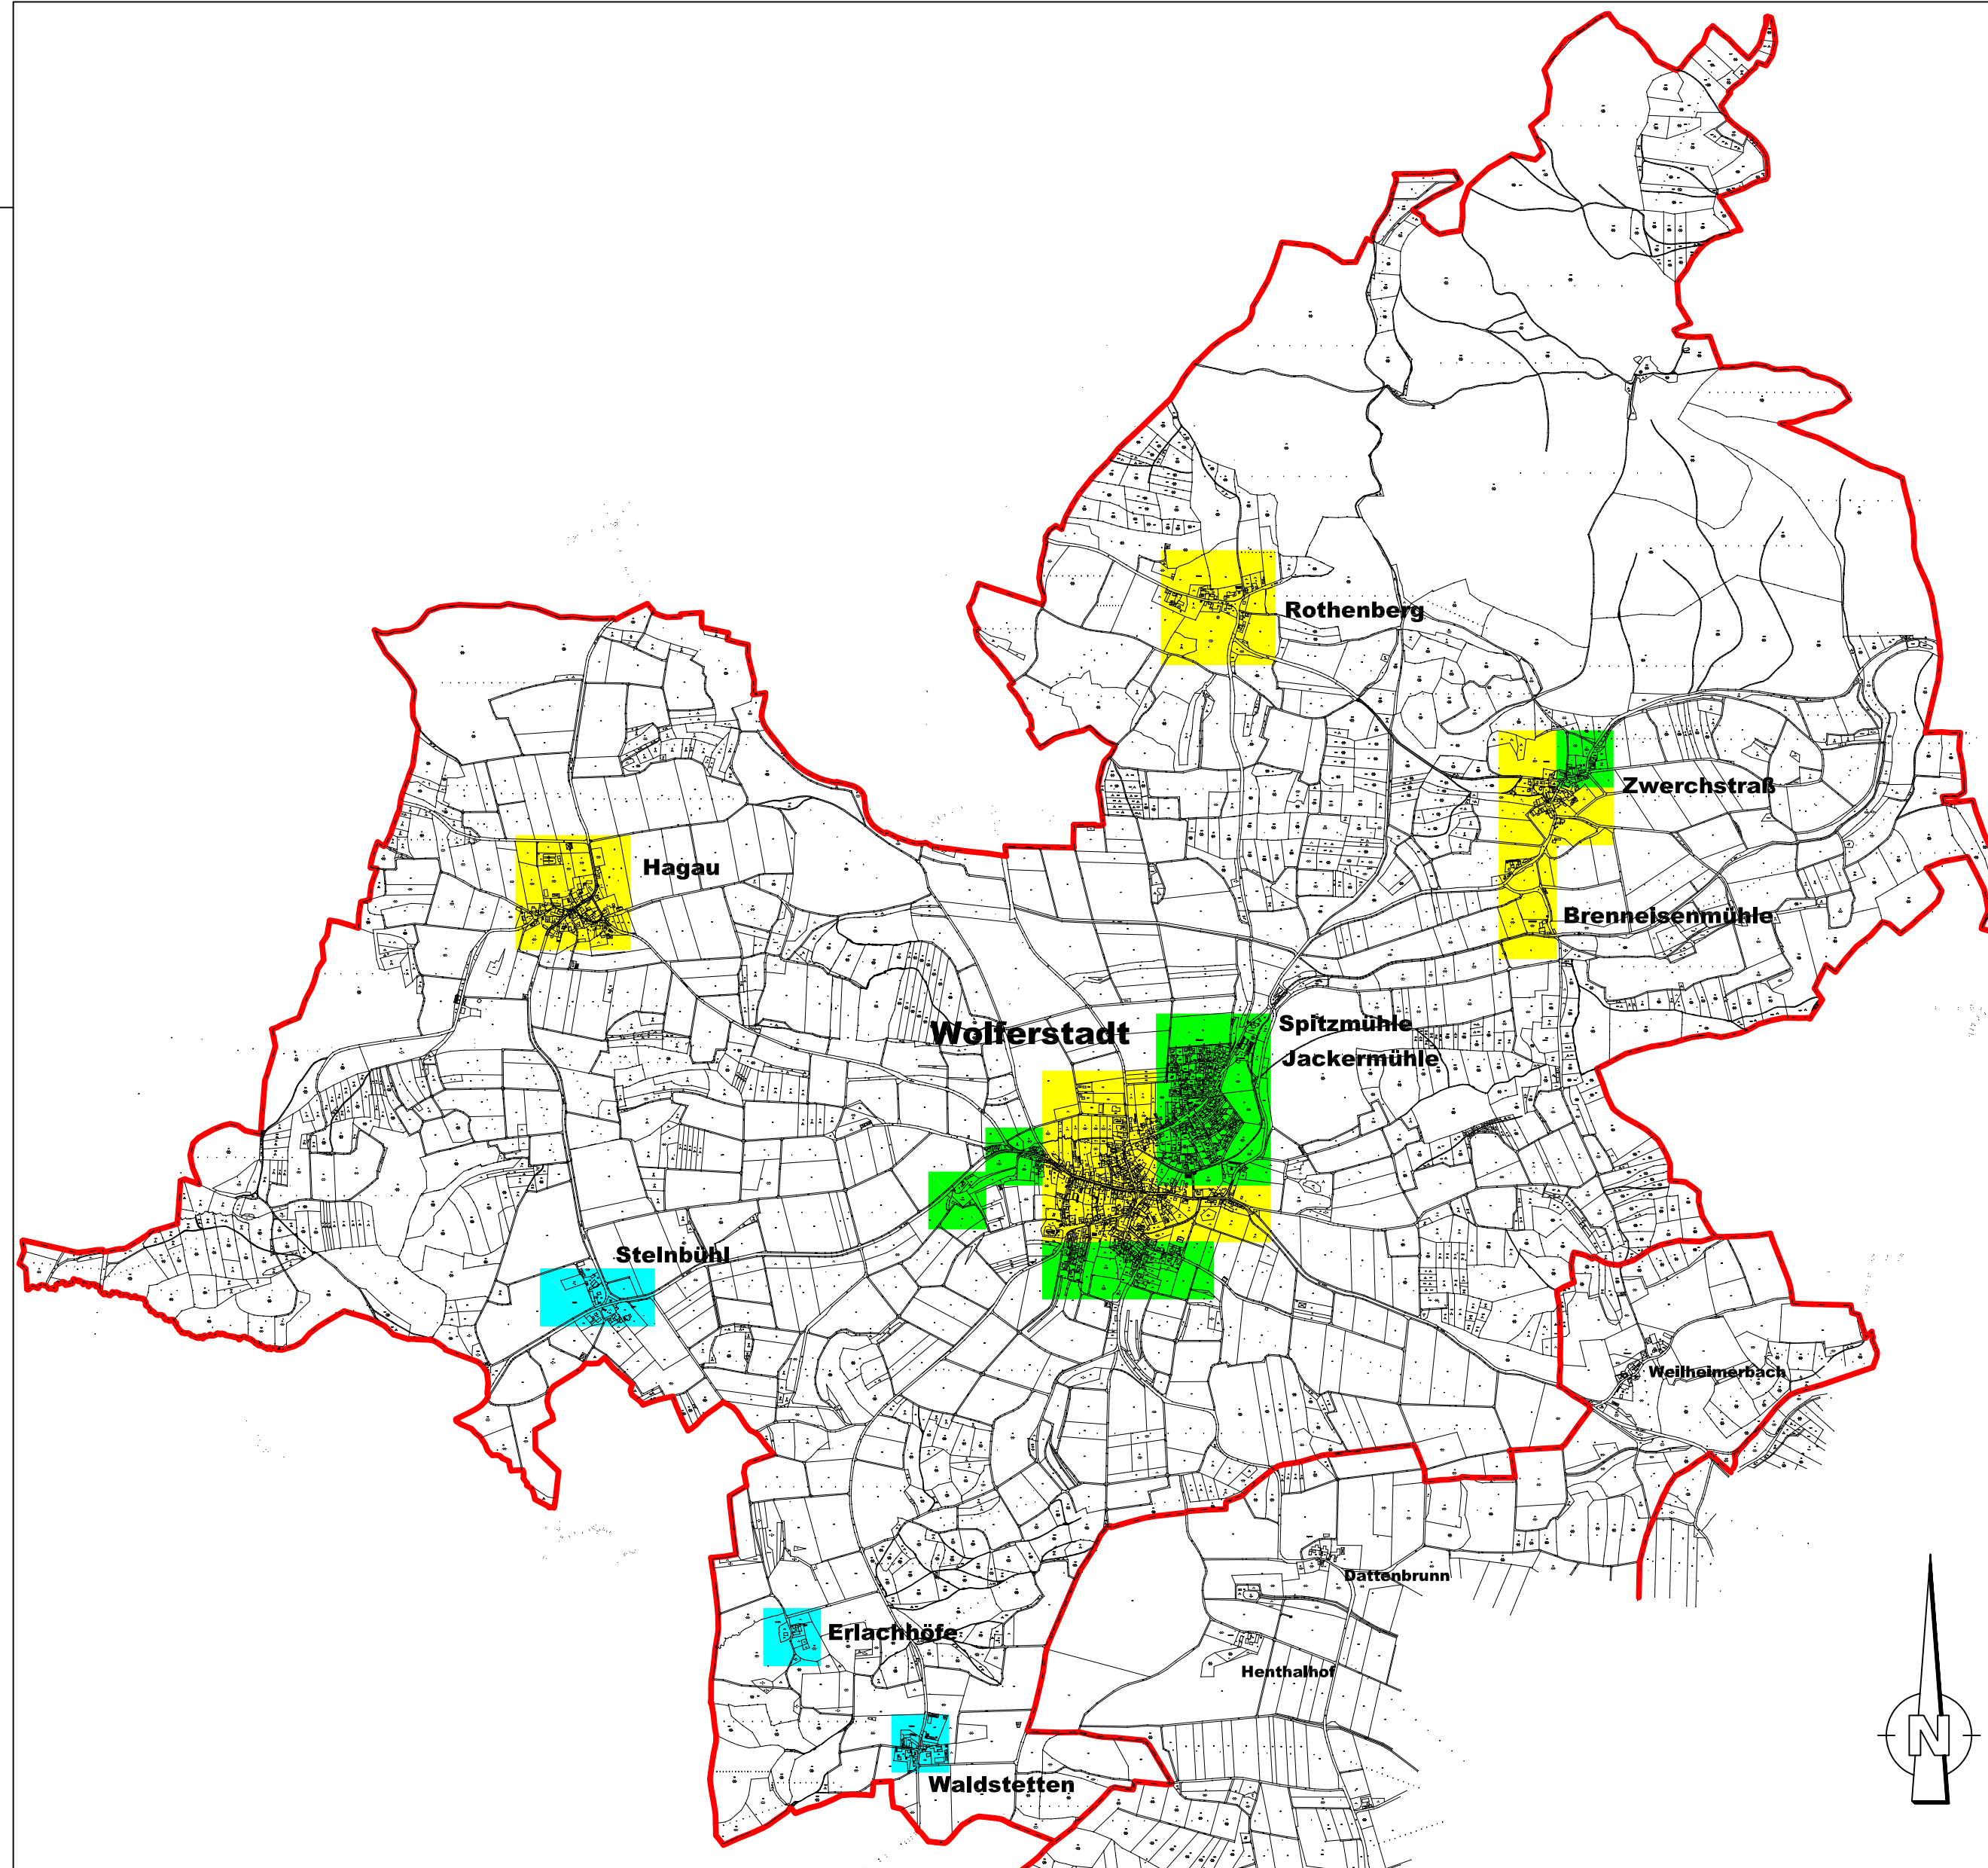 Rothenberg
Zwerchstraß
Hagau
Brenneisenmühle
Wolferstadt
Spitzmühle
Jackermühle
Steinbühl
Weilheimerbach
Dattenbrunn
Erlachhöfe
Henthalhof
Waldstetten
N